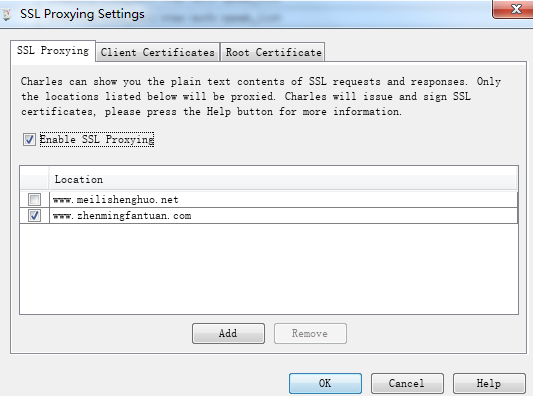 SSL Proxying Settings
SSL Proxying Client Certificates Root Certificate
Charles can show you the plain text contents of SSL requests and responses. Only
the locations listed below will be proxied. Charles will issue and sign SSL
certificates, please press the Help button for more information.
Enable SSL Proxying
Location
www.meilishenghuo.net
www.zhenmingfantuan.com
Add Remove
OK Cancel Help